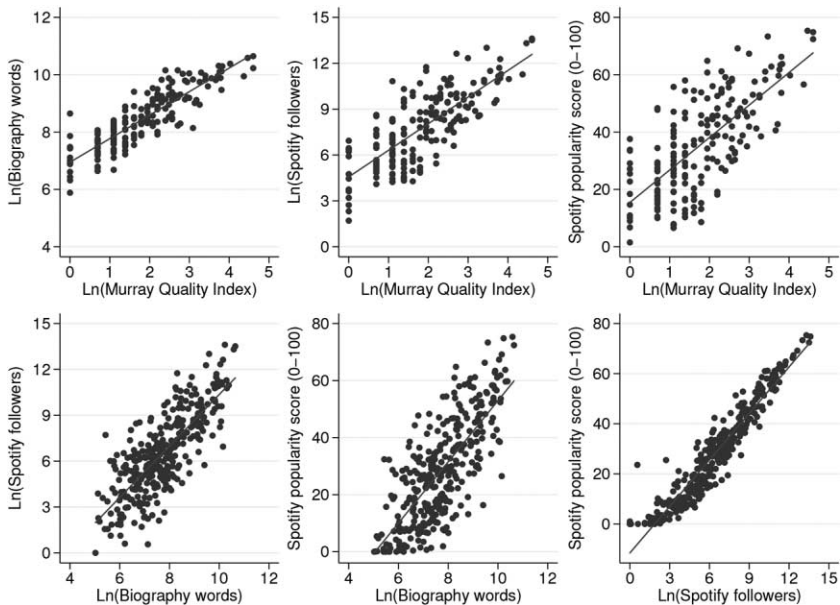 Ln(Biography words)
12
10
8
6
4
0 1 2 3 4 5
Ln(Murray Quality Index)
Ln(Spotify followers)
15
12
9
6
3
0
0 1 2 3 4 5
Ln(Murray Quality Index)
Spotify popularity score (0−100)
80
60
40
20
0
0 1 2 3 4 5
Ln(Murray Quality Index)
Ln(Spotify followers)
15
12
9
6
3
0
4 6 8 10 12
Ln(Biography words)
Spotify popularity score (0−100)
80
60
40
20
0
4 6 8 10 12
Ln(Biography words)
Spotify popularity score (0−100)
80
60
40
20
0
0 3 6 9 12 15
Ln(Spotify followers)